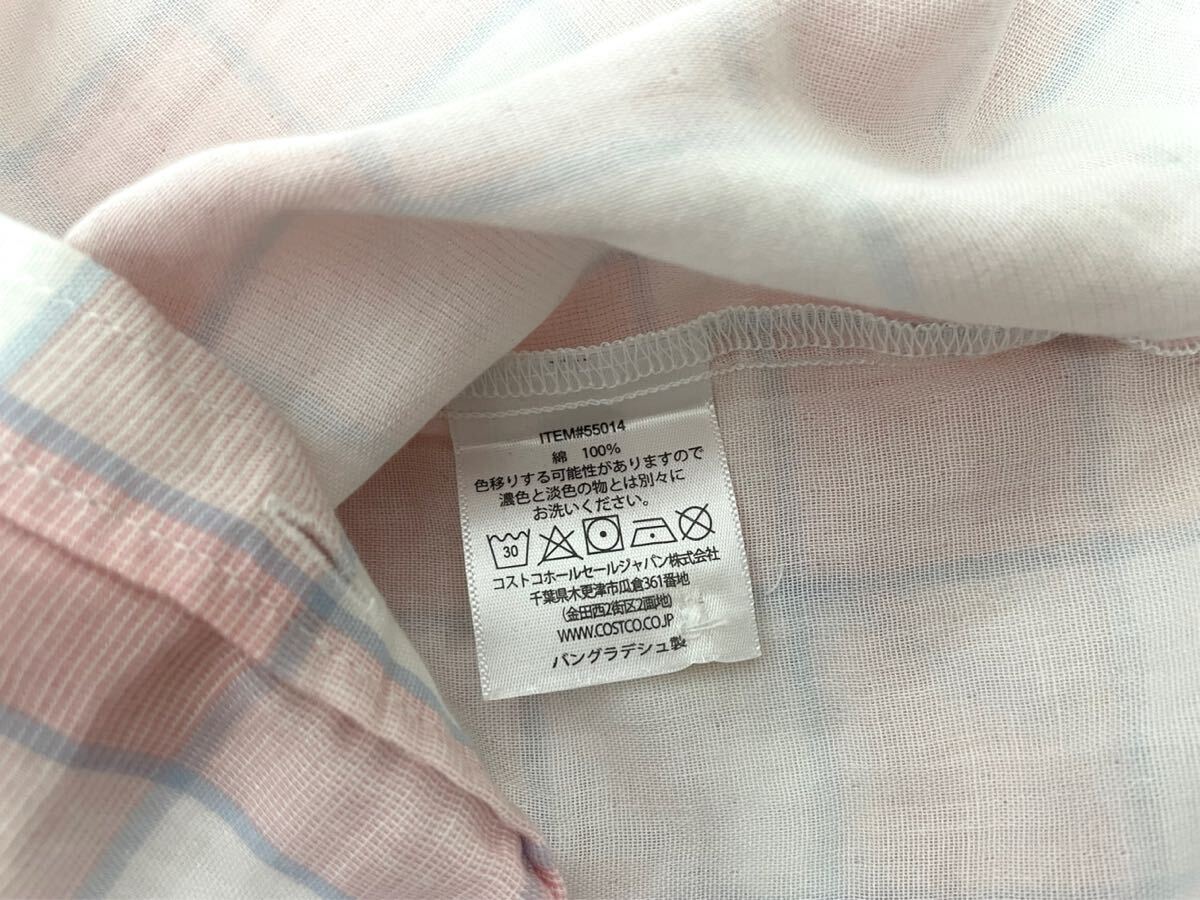 ITEM#55014
綿 100%
色移りする可能性がありますので
濃色と淡色の物とは別々に
お洗いください。
30
コストコホールセールジャパン株式会社
千葉県木更津市瓜倉361番地
(金田西2街区2画地)
WWW.COSTCO.CO.JP
バングラデシュ製